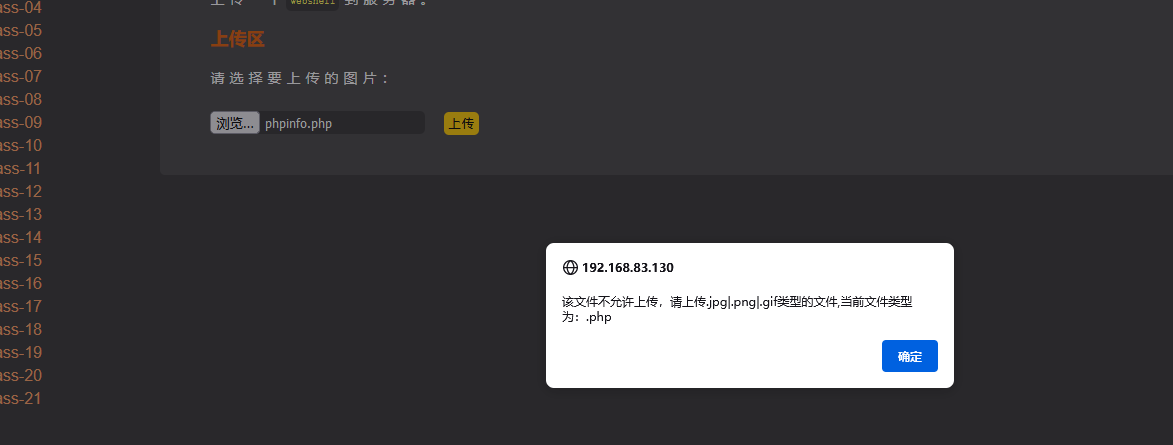 ass-04
ass-05
ass-06
ass-07
ass-08
ass-09
ass-10
ass-11
ass-12
ass-13
ass-14
ass-15
ass-16
ass-17
ass-18
ass-19
ass-20
ass-21
上传一个 webshell 到服务器。
上传区
请选择要上传的图片：
浏览... phpinfo.php 上传
192.168.83.130
该文件不允许上传，请上传.jpg|.png|.gif类型的文件,当前文件类型
为：.php
确定